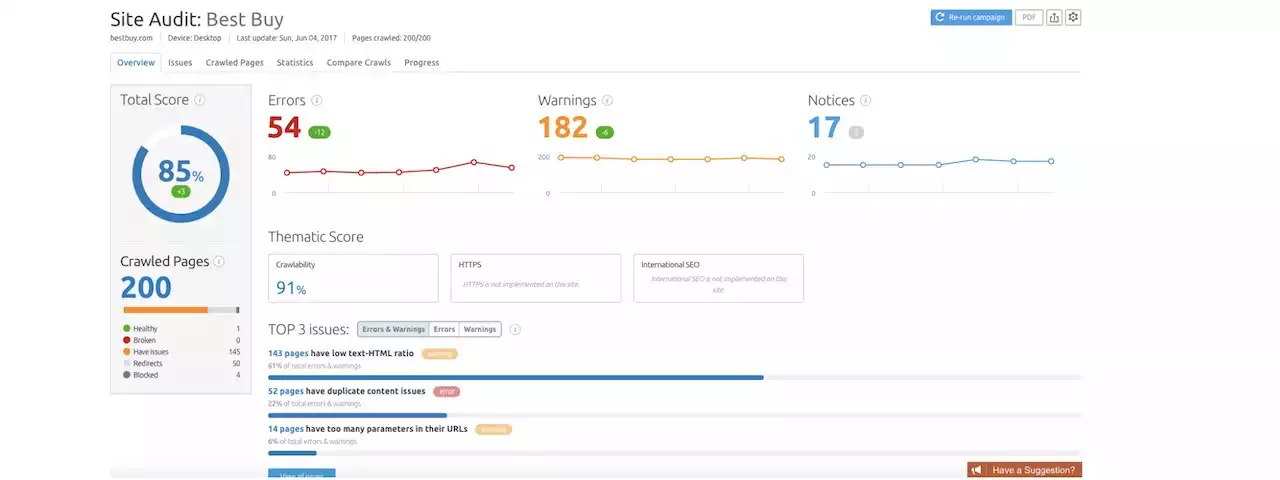 Site Audit: Best Buy
Re-run campaign PDF
bestbuy.com Device: Desktop Last update: Sun, Jun 04, 2017 Pages crawled: 200/200
Overview Issues Crawled Pages Statistics Compare Crawls Progress
Total Score
85%
+3
Crawled Pages
200
Healthy 1
Broken 0
Have issues 145
Redirects 50
Blocked 4
Errors
54 -12
80
0
Warnings
182 -6
200
0
Notices
17
20
0
Thematic Score
Crawlability
91%
HTTPS
HTTPS is not implemented on this site.
International SEO
International SEO is not implemented on this
site.
TOP 3 issues: Errors & Warnings Errors Warnings
143 pages have low text-HTML ratio warning
61% of total errors & warnings
52 pages have duplicate content issues error
22% of total errors & warnings
14 pages have too many parameters in their URLs warning
6% of total errors & warnings
View all issues
Have a Suggestion?